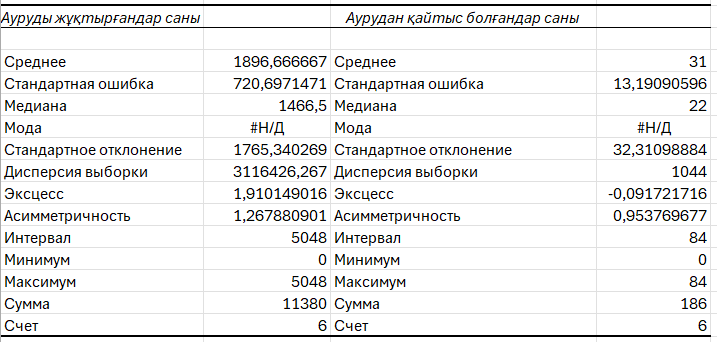 Ауруды жұқтырғандар саны Аурудан қайтыс болғандар саны
Среднее 1896,666667 Среднее 31
Стандартная ошибка 720,6971471 Стандартная ошибка 13,19090596
Медиана 1466,5 Медиана 22
Мода #Н/Д Мода #Н/Д
Стандартное отклонение 1765,340269 Стандартное отклонение 32,31098884
Дисперсия выборки 3116426,267 Дисперсия выборки 1044
Эксцесс 1,910149016 Эксцесс -0,091721716
Асимметричность 1,267880901 Асимметричность 0,953769677
Интервал 5048 Интервал 84
Минимум 0 Минимум 0
Максимум 5048 Максимум 84
Сумма 11380 Сумма 186
Счет 6 Счет 6